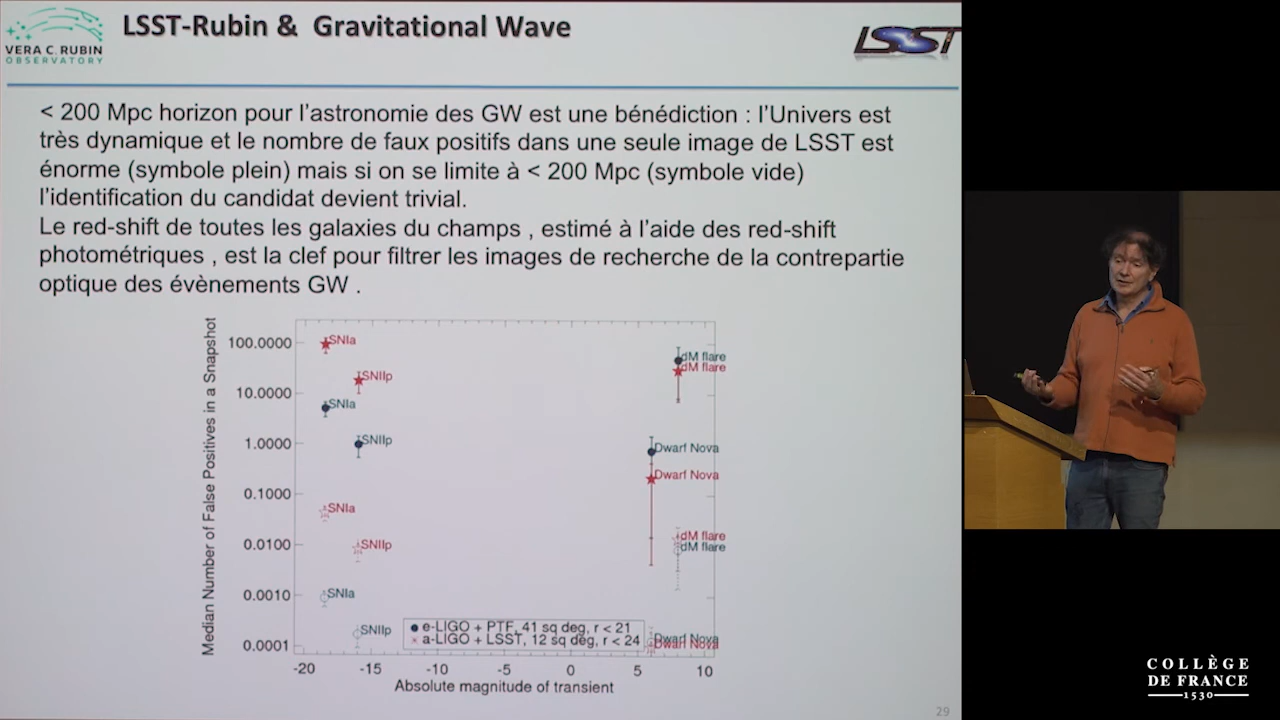 VERA C. RUBIN
OBSERVATORY
LSST-Rubin & Gravitational Wave
LSST
< 200 Mpc horizon pour l'astronomie des GW est une bénédiction : l'Univers est
très dynamique et le nombre de faux positifs dans une seule image de LSST est
énorme (symbole plein) mais si on se limite à < 200 Mpc (symbole vide)
l'identification du candidat devient trivial.
Le red-shift de toutes les galaxies du champs , estimé à l'aide des red-shift
photométriques , est la clef pour filtrer les images de recherche de la contrepartie
optique des évènements GW .
Median Number of False Positives in a Snapshot
100.0000
10.0000
1.0000
0.1000
0.0100
0.0010
0.0001
SNIa
SNIIp
SNIa
SNIIp
SNIa
SNIIp
SNIa
SNIIp
dM flare
dM flare
Dwarf Nova
Dwarf Nova
dM flare
dM flare
Dwarf Nova
Dwarf Nova
e-LIGO + PTF, 41 sq deg, r < 21
a-LIGO + LSST, 12 sq deg, r < 24
-20 -15 -10 -5 0 5 10
Absolute magnitude of transient
29
COLLÈGE
DE FRANCE
1530